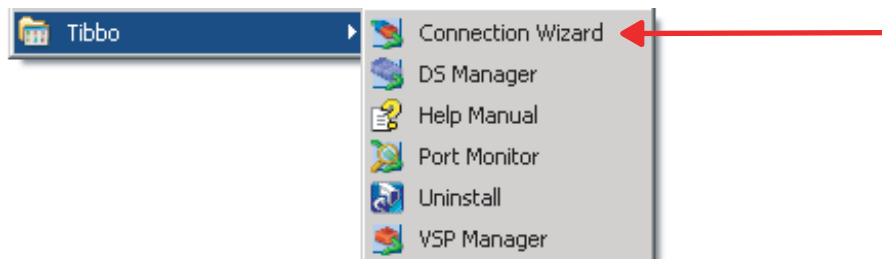 Tibbo
Connection Wizard
DS Manager
Help Manual
Port Monitor
Uninstall
VSP Manager